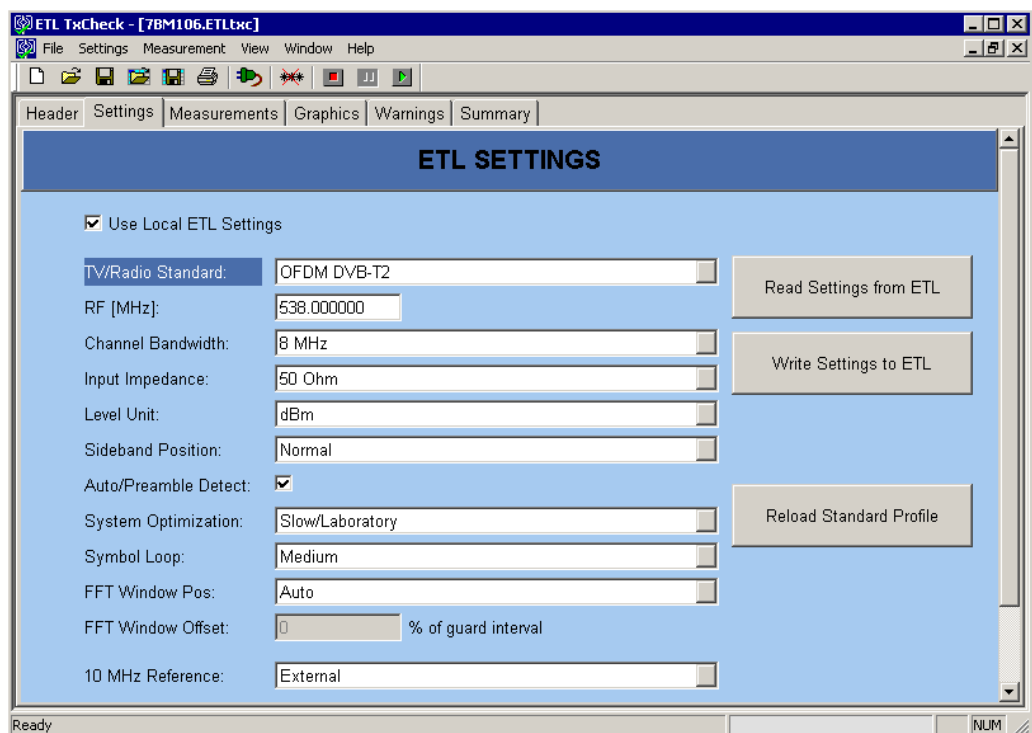 ETL TxCheck - [7BM106.ETLtxc]
File Settings Measurement View Window Help
Header Settings Measurements Graphics Warnings Summary
ETL SETTINGS
Use Local ETL Settings
TV/Radio Standard: OFDM DVB-T2
Read Settings from ETL
RF [MHz]: 538.000000
Channel Bandwidth: 8 MHz
Write Settings to ETL
Input Impedance: 50 Ohm
Level Unit: dBm
Sideband Position: Normal
Auto/Preamble Detect:
System Optimization: Slow/Laboratory
Reload Standard Profile
Symbol Loop: Medium
FFT Window Pos: Auto
FFT Window Offset: 0 % of guard interval
10 MHz Reference: External
Ready NUM